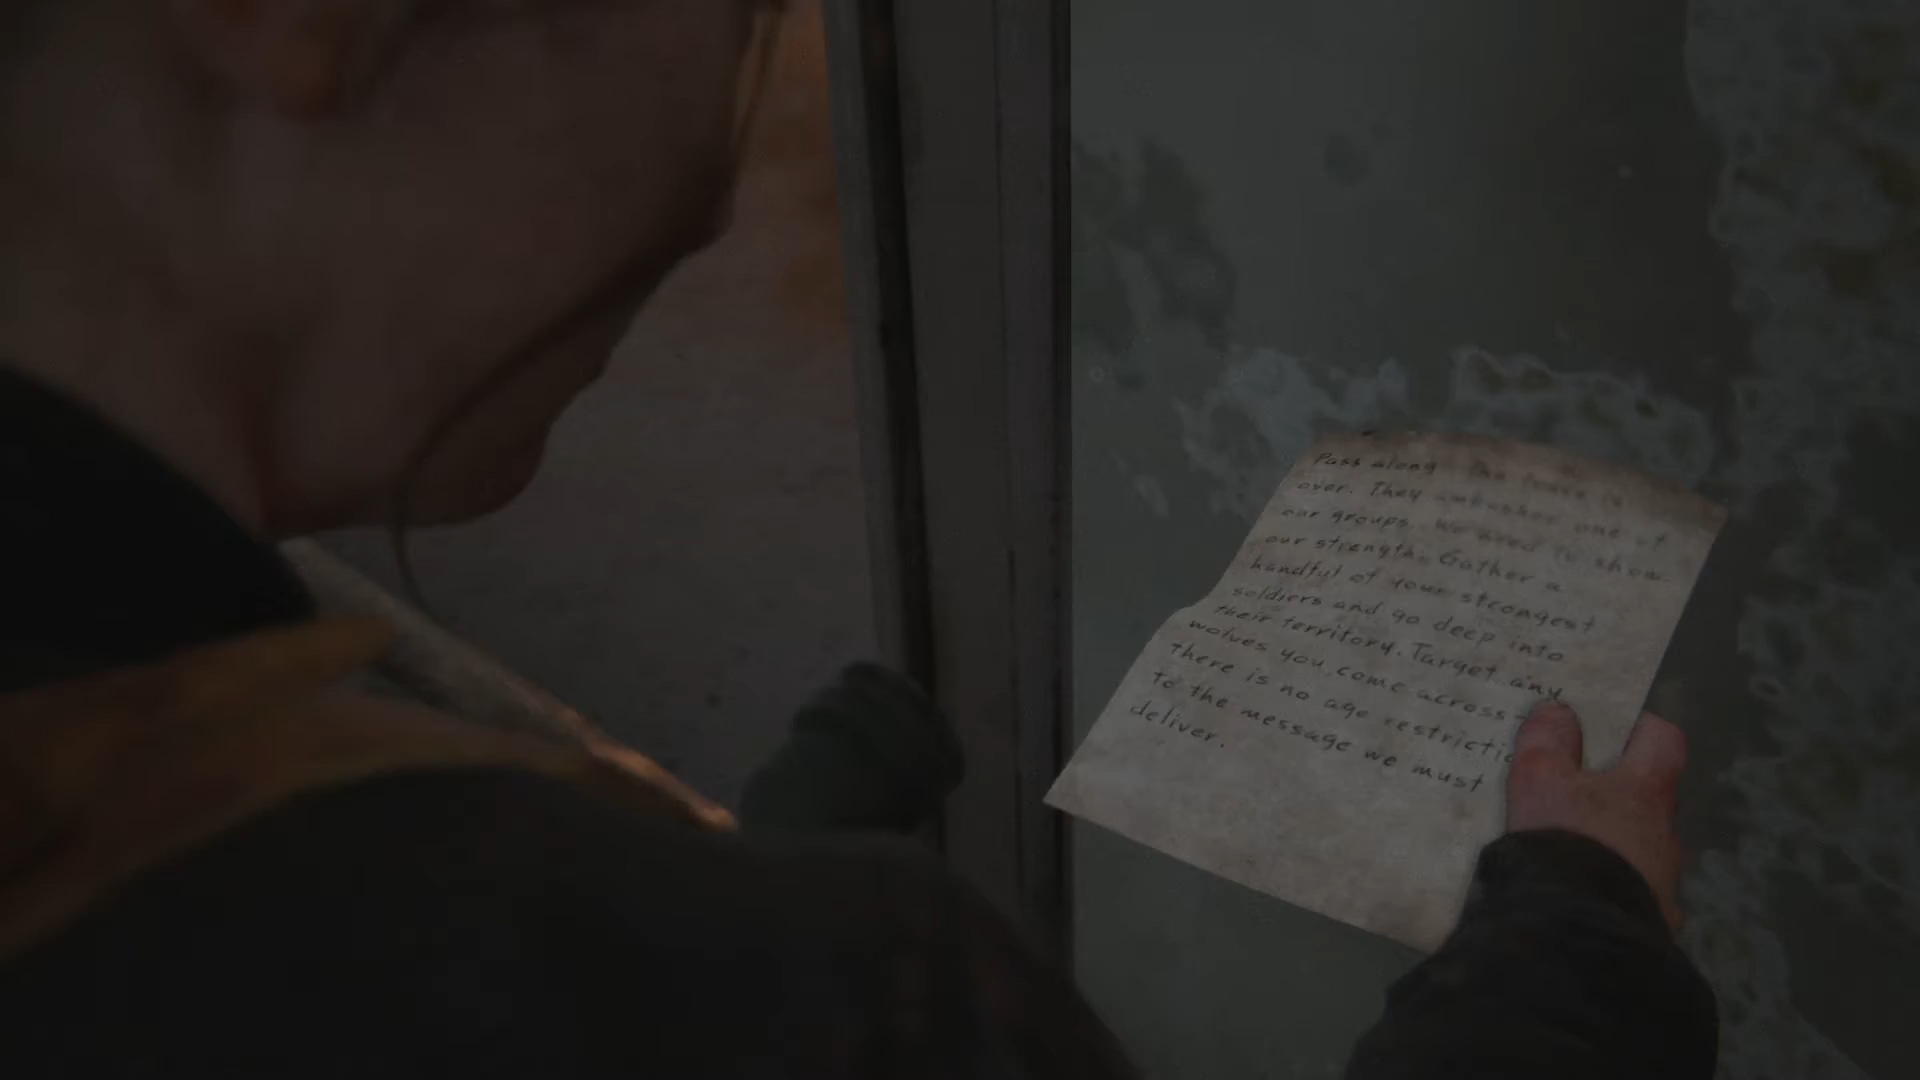 Pass along - the truce is
over. They ambushed one of
our groups. We need to show
our strength. Gather a
handful of your strongest
soldiers and go deep into
their territory. Target any
wolves you come across -
there is no age restrictio
to the message we must
deliver.